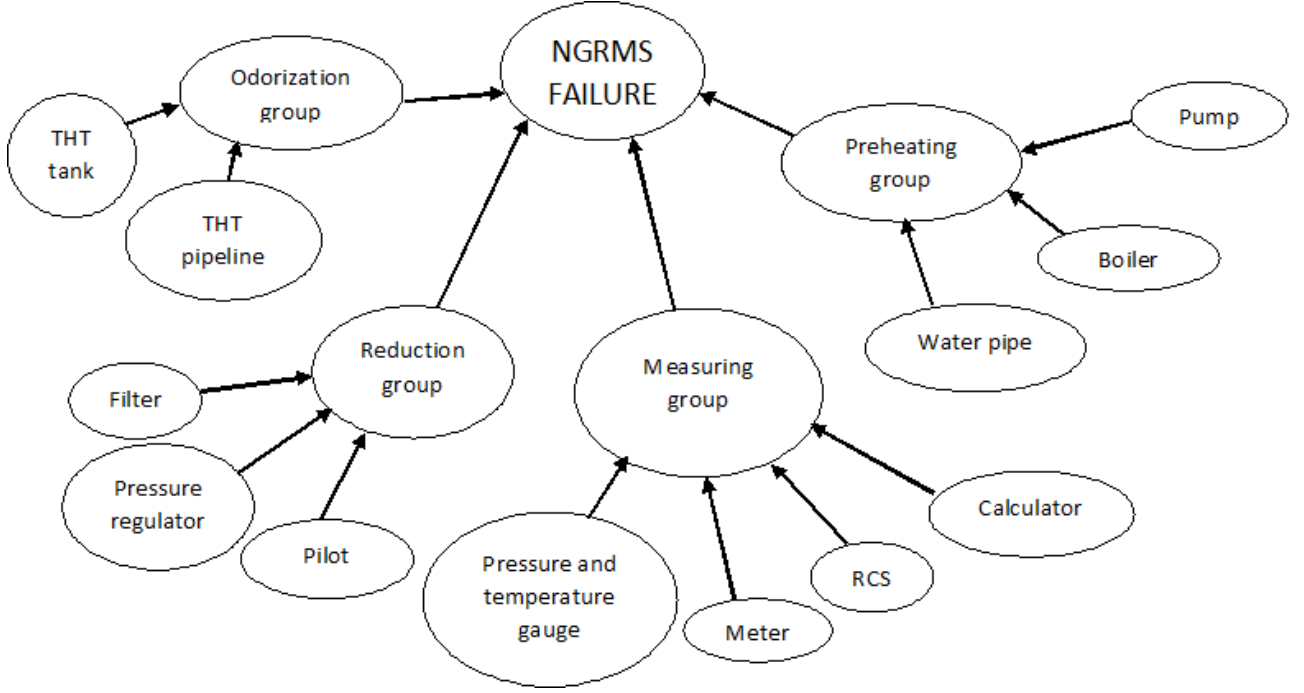 NGRMS
FAILURE
Odorization
group
THT
tank
THT
pipeline
Preheating
group
Pump
Boiler
Water pipe
Reduction
group
Filter
Pressure
regulator
Pilot
Measuring
group
Pressure and
temperature
gauge
Meter
RCS
Calculator